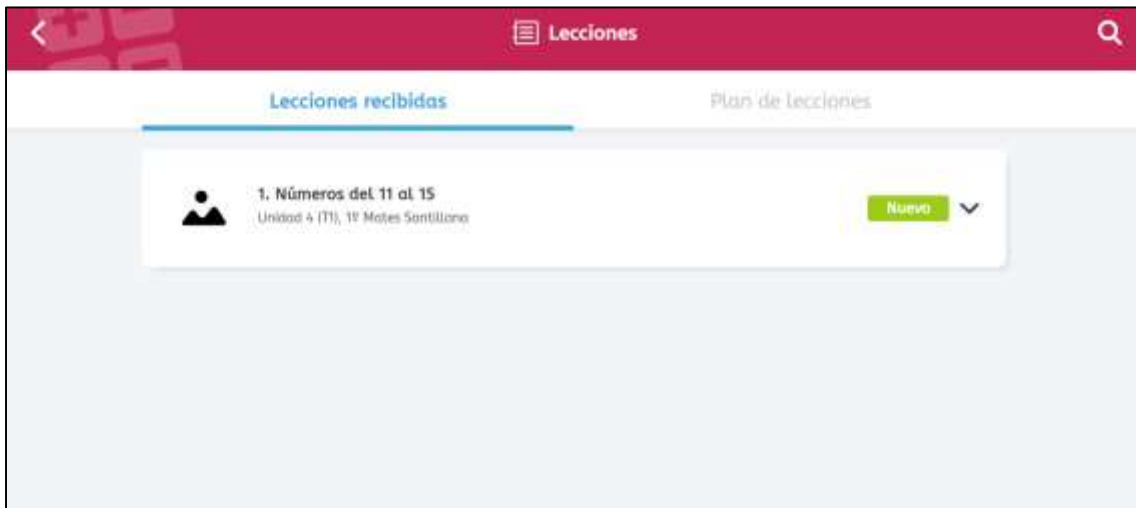 Lecciones
Lecciones recibidas
Plan de lecciones
1. Números del 11 al 15
Unidad 4 (T1), 1º Mates Santillana
Nuevo